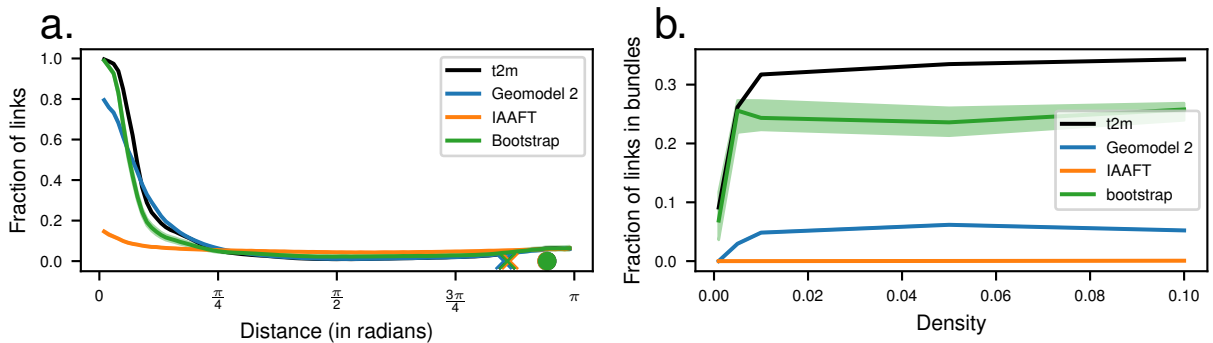 a.
Fraction of links
1.0
0.8
0.6
0.4
0.2
0.0
t2m
Geomodel 2
IAAFT
Bootstrap
0
π/4
π/2
3π/4
π
Distance (in radians)
b.
Fraction of links in bundles
0.3
0.2
0.1
0.0
t2m
Geomodel 2
IAAFT
bootstrap
0.00
0.02
0.04
0.06
0.08
0.10
Density